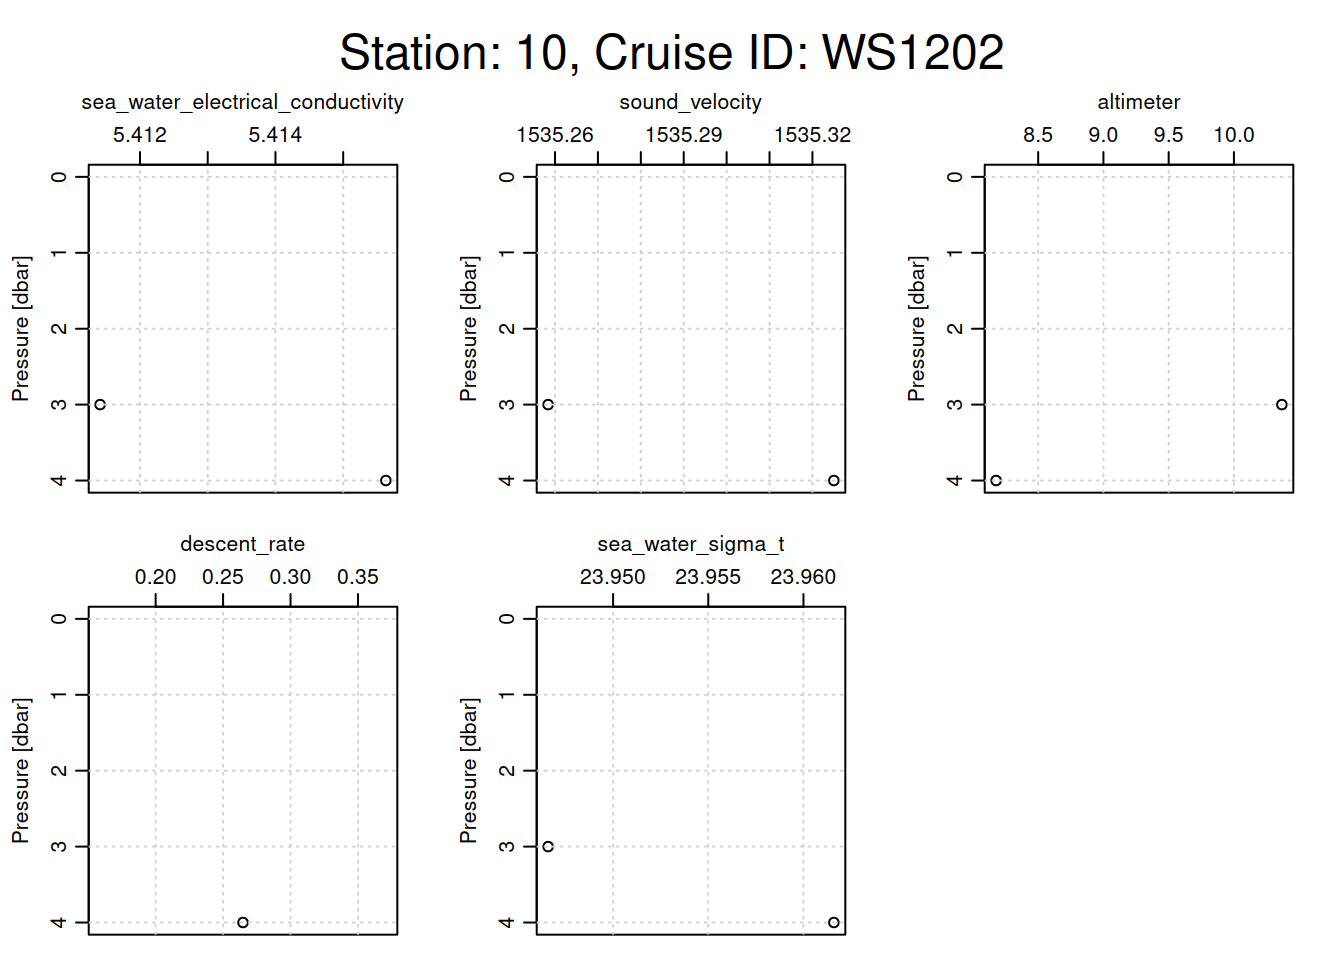 Station: 10, Cruise ID: WS1202
sea_water_electrical_conductivity
5.412 5.414
0
1
2
3
4
Pressure [dbar]
sound_velocity
1535.26 1535.29 1535.32
0
1
2
3
4
Pressure [dbar]
altimeter
8.5 9.0 9.5 10.0
0
1
2
3
4
Pressure [dbar]
descent_rate
0.20 0.25 0.30 0.35
0
1
2
3
4
Pressure [dbar]
sea_water_sigma_t
23.950 23.955 23.960
0
1
2
3
4
Pressure [dbar]